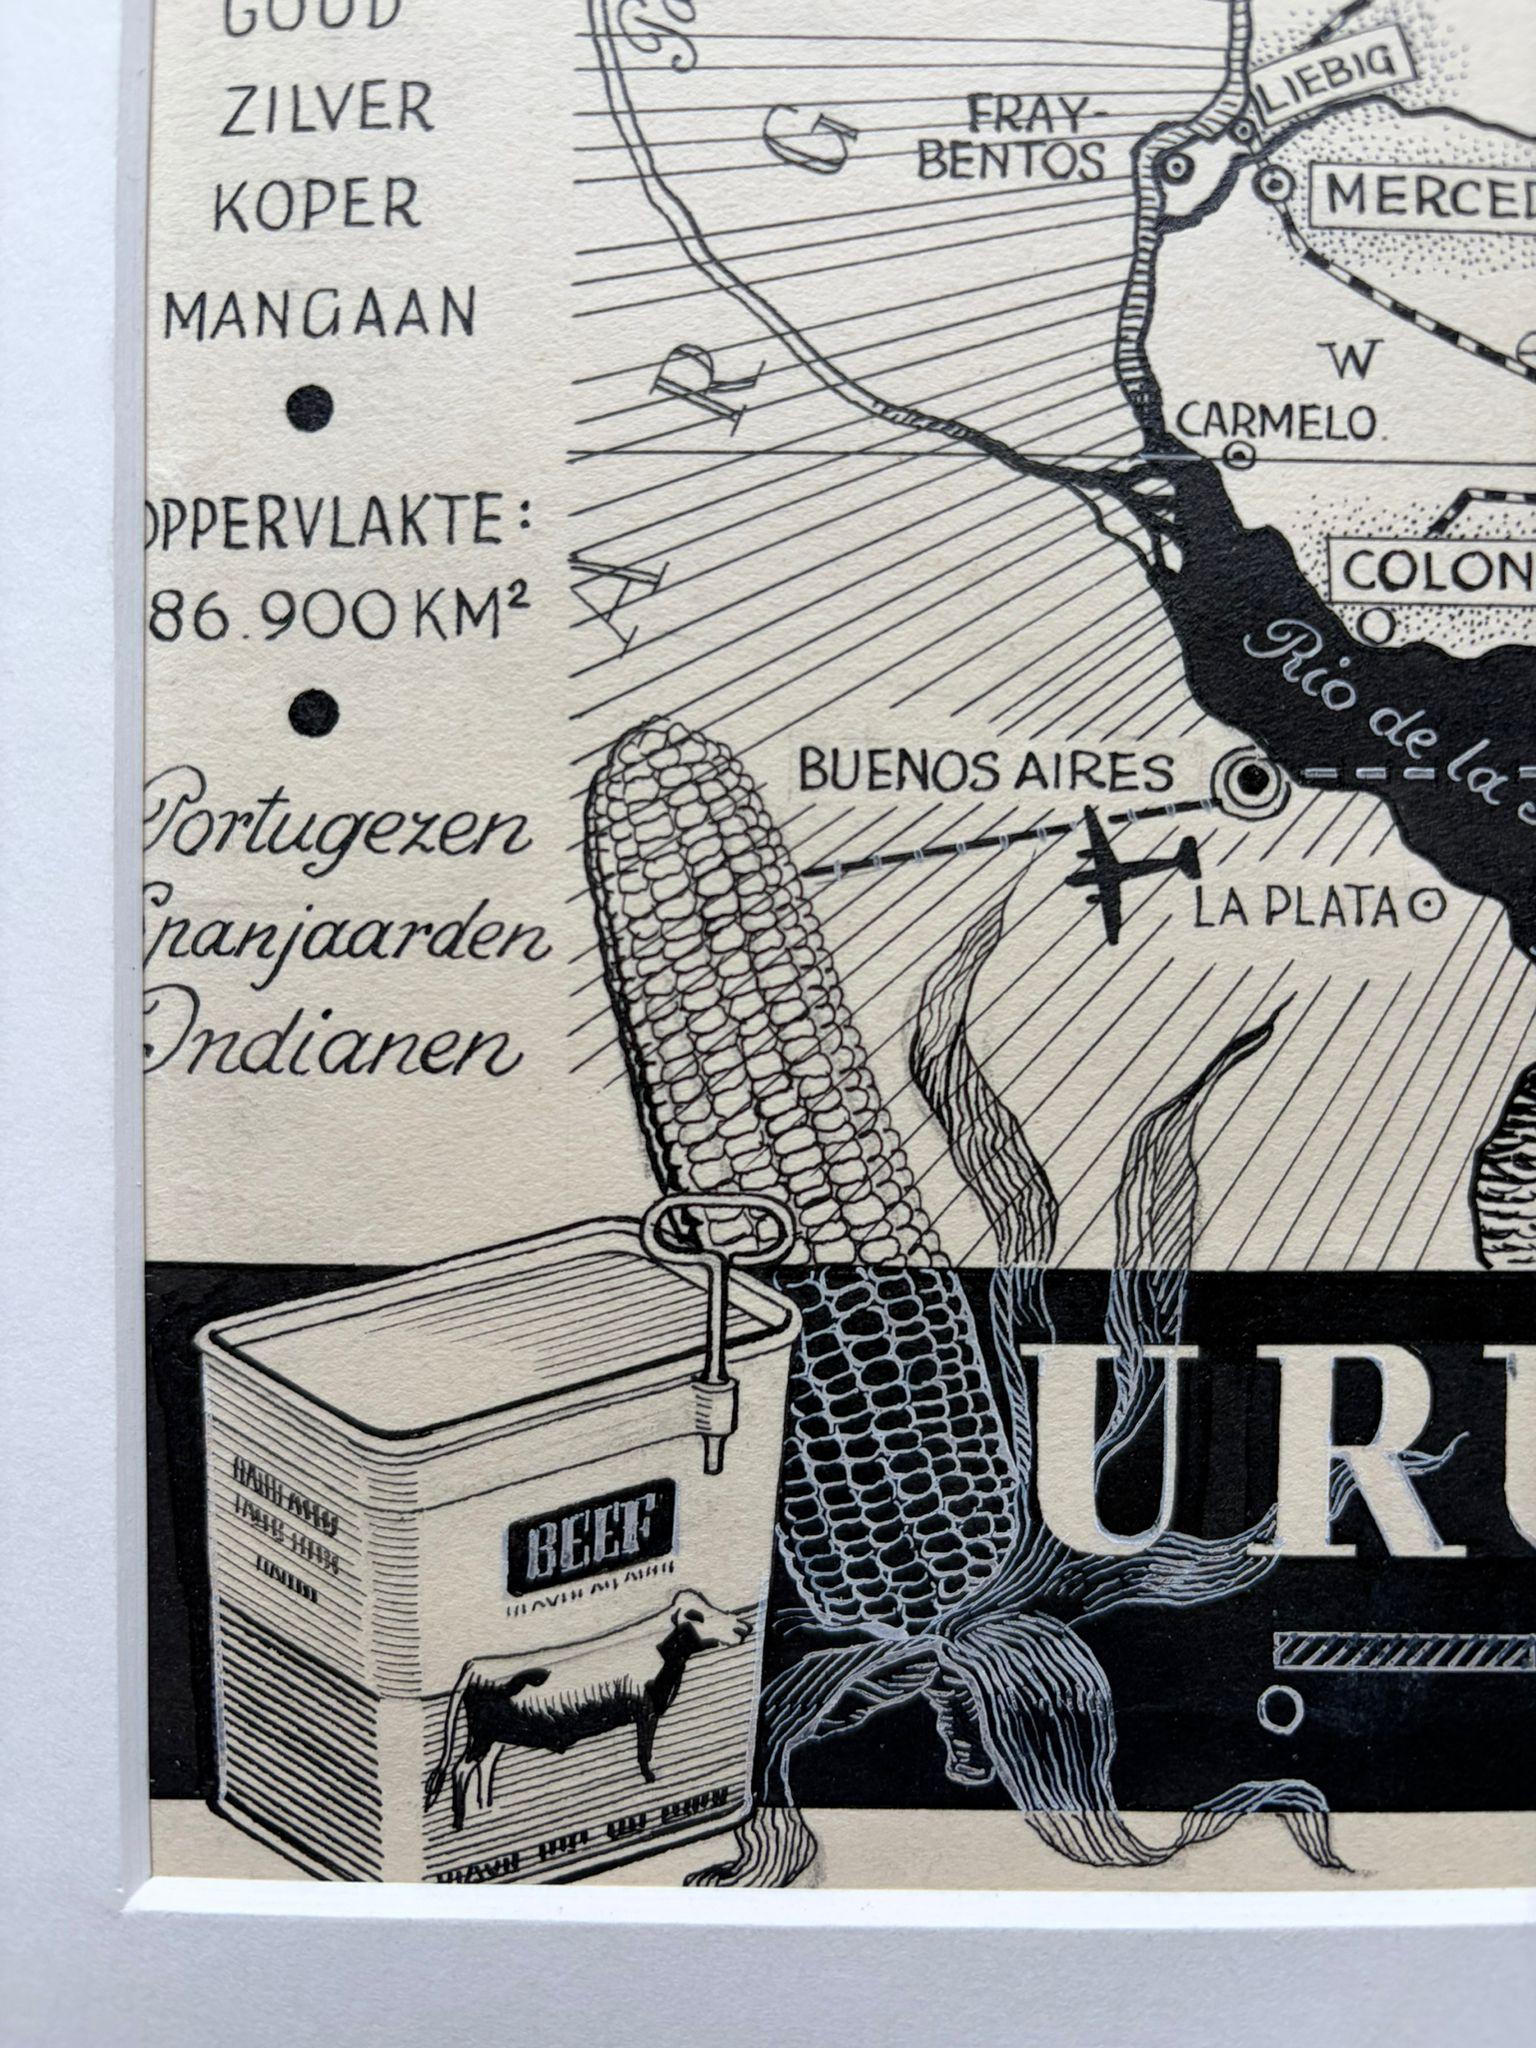 GOUD
ZILVER
KOPER
MANGAAN
OPPERVLAKTE:
86.900 KM²
Portugezen
Spanjaarden
Indianen
Pa
G
R
A
LIEBIG
FRAY-
BENTOS
MERCED
W
CARMELO.
COLON
Rio de la
BUENOS AIRES
LA PLATA
BEEF
URU